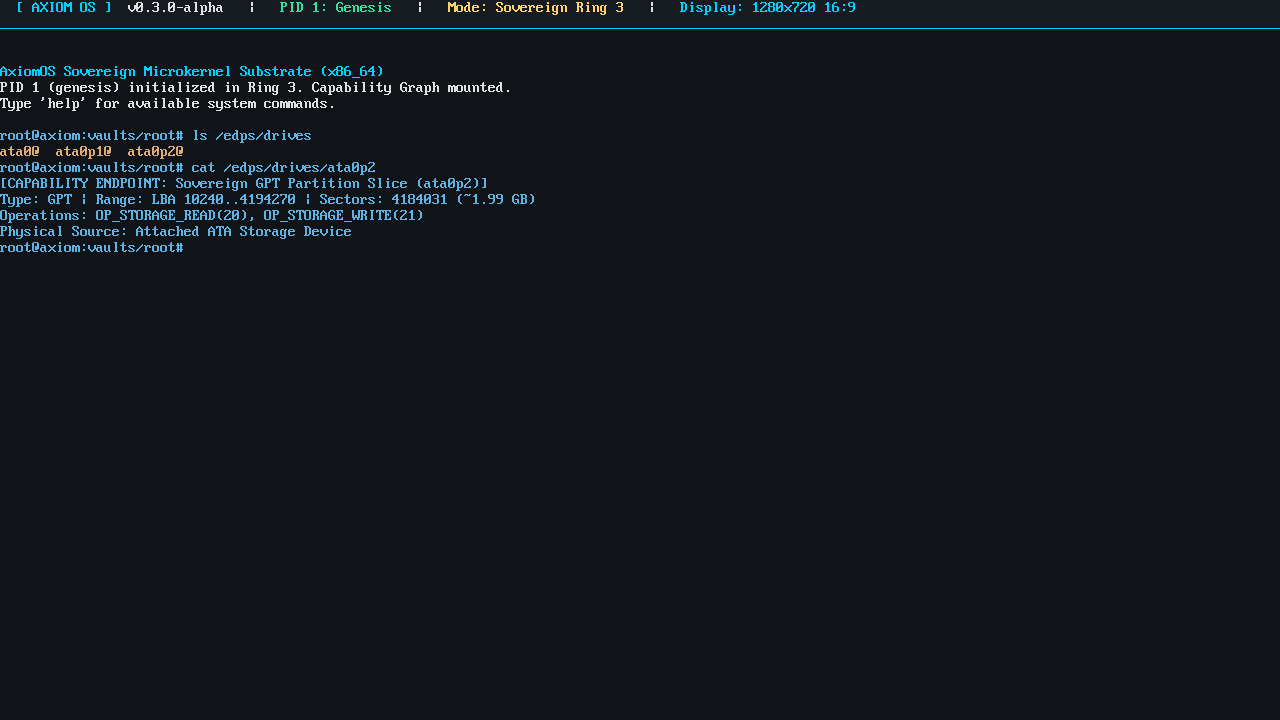 [ AXIOM OS ]  v0.3.0-alpha   ¦   PID 1: Genesis   ¦   Mode: Sovereign Ring 3   ¦   Display: 1280x720 16:9
AxiomOS Sovereign Microkernel Substrate (x86_64)
PID 1 (genesis) initialized in Ring 3. Capability Graph mounted.
Type 'help' for available system commands.
root@axiom:vaults/root# ls /edps/drives
ata0@  ata0p1@  ata0p2@
root@axiom:vaults/root# cat /edps/drives/ata0p2
[CAPABILITY ENDPOINT: Sovereign GPT Partition Slice (ata0p2)]
Type: GPT ¦ Range: LBA 10240..4194270 ¦ Sectors: 4184031 (~1.99 GB)
Operations: OP_STORAGE_READ(20), OP_STORAGE_WRITE(21)
Physical Source: Attached ATA Storage Device
root@axiom:vaults/root#